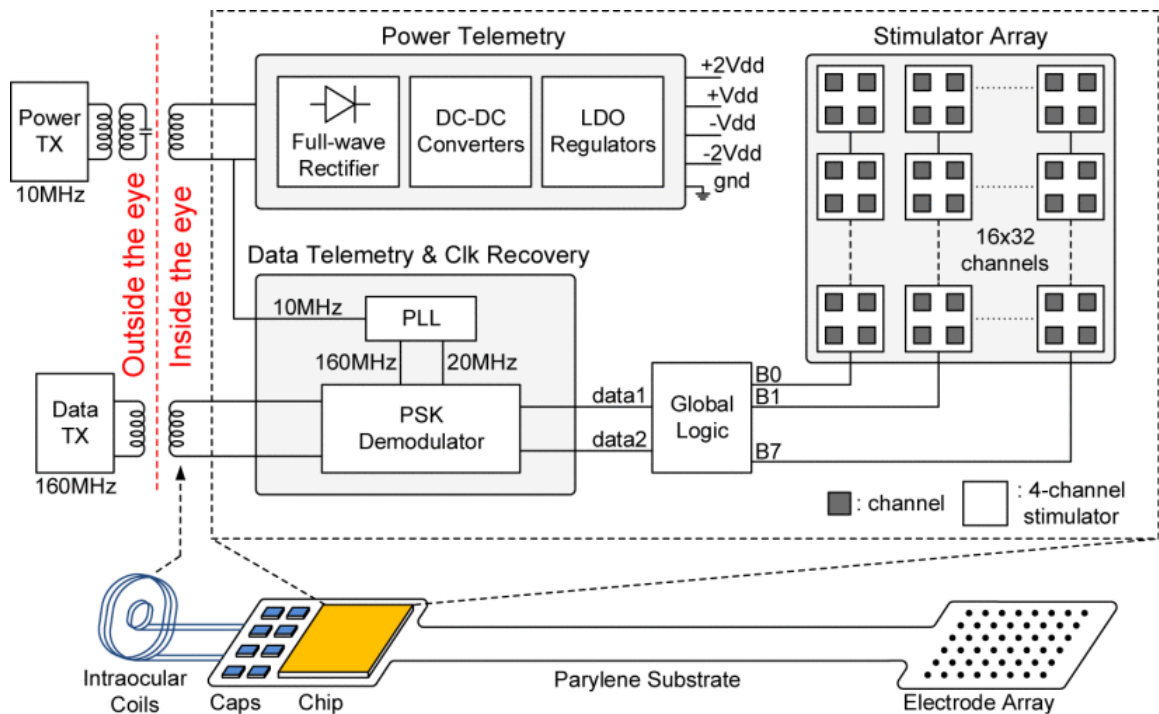 Power Telemetry
Stimulator Array
Power
TX
10MHz
Outside the eye
Inside the eye
Full-wave
Rectifier
DC-DC
Converters
LDO
Regulators
+2Vdd
+Vdd
-Vdd
-2Vdd
gnd
16x32
channels
Data Telemetry & Clk Recovery
10MHz
PLL
160MHz
20MHz
Data
TX
160MHz
PSK
Demodulator
data1
data2
Global
Logic
B0
B1
B7
: channel
: 4-channel
stimulator
Intraocular
Coils
Caps
Chip
Parylene Substrate
Electrode Array